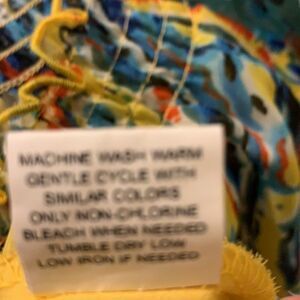 MACHINE WASH WARM
GENTLE CYCLE WITH
SIMILAR COLORS
ONLY NON-CHLORINE
BLEACH WHEN NEEDED
TUMBLE DRY LOW
LOW IRON IF NEEDED